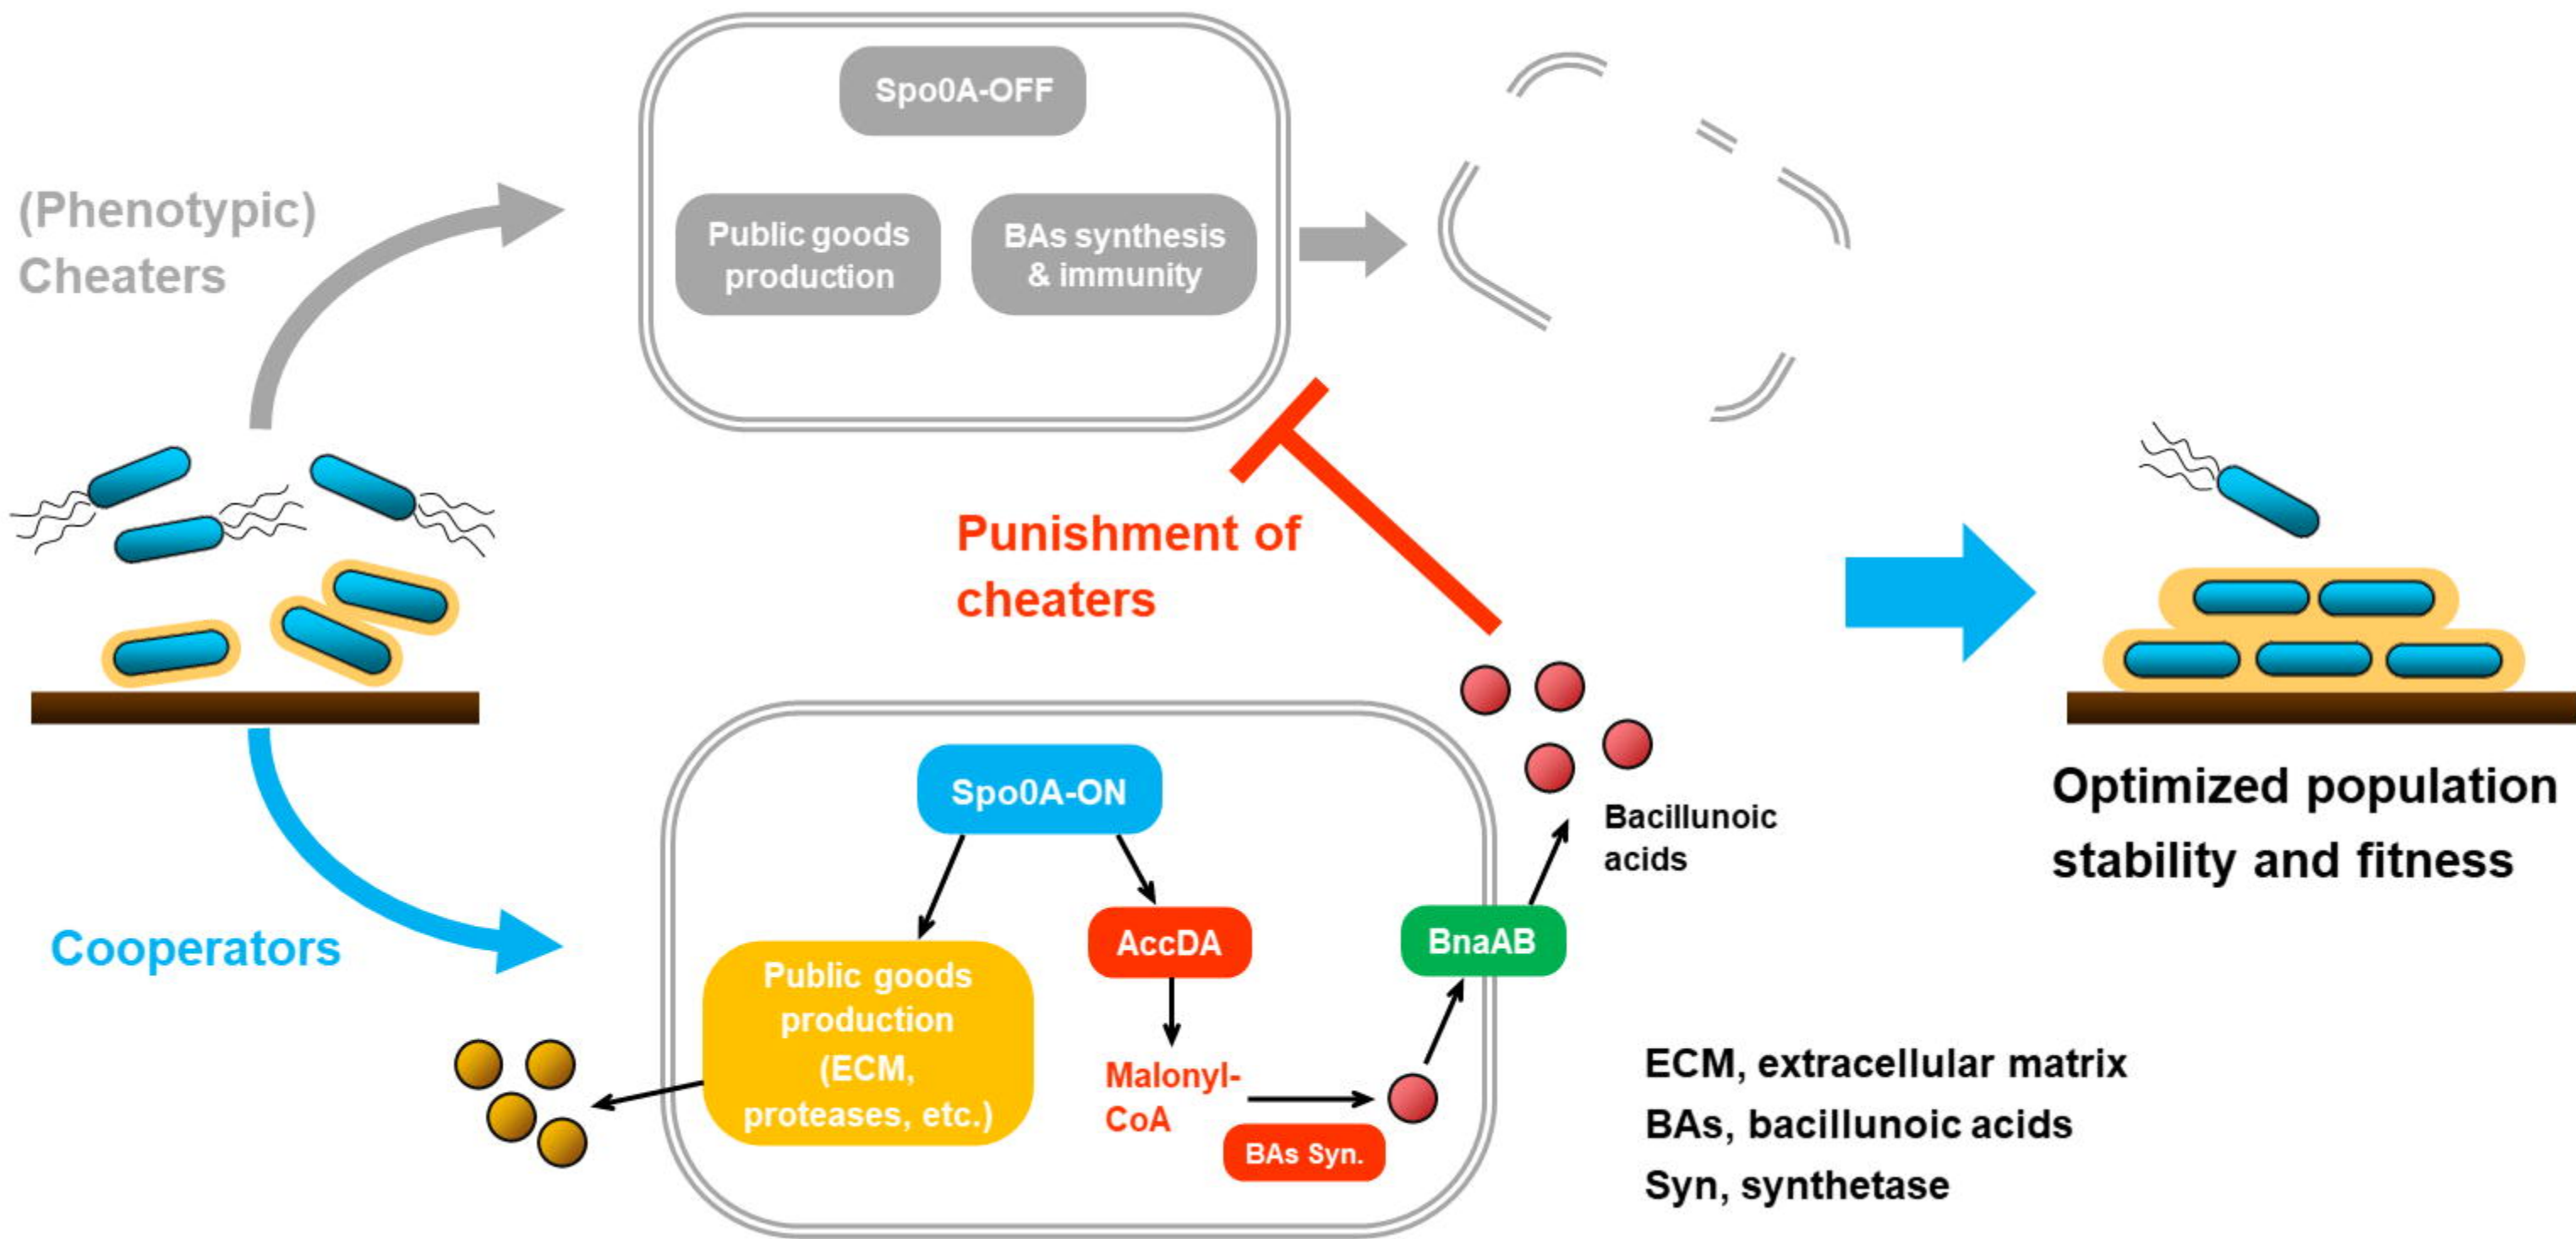 (Phenotypic)
Cheaters
Spo0A-OFF
Public goods
production
BAs synthesis
& immunity
Punishment of
cheaters
Cooperators
Spo0A-ON
Public goods
production
(ECM,
proteases, etc.)
AccDA
Malonyl-
CoA
BAs Syn.
BnaAB
Bacillunoic
acids
Optimized population
stability and fitness
ECM, extracellular matrix
BAs, bacillunoic acids
Syn, synthetase